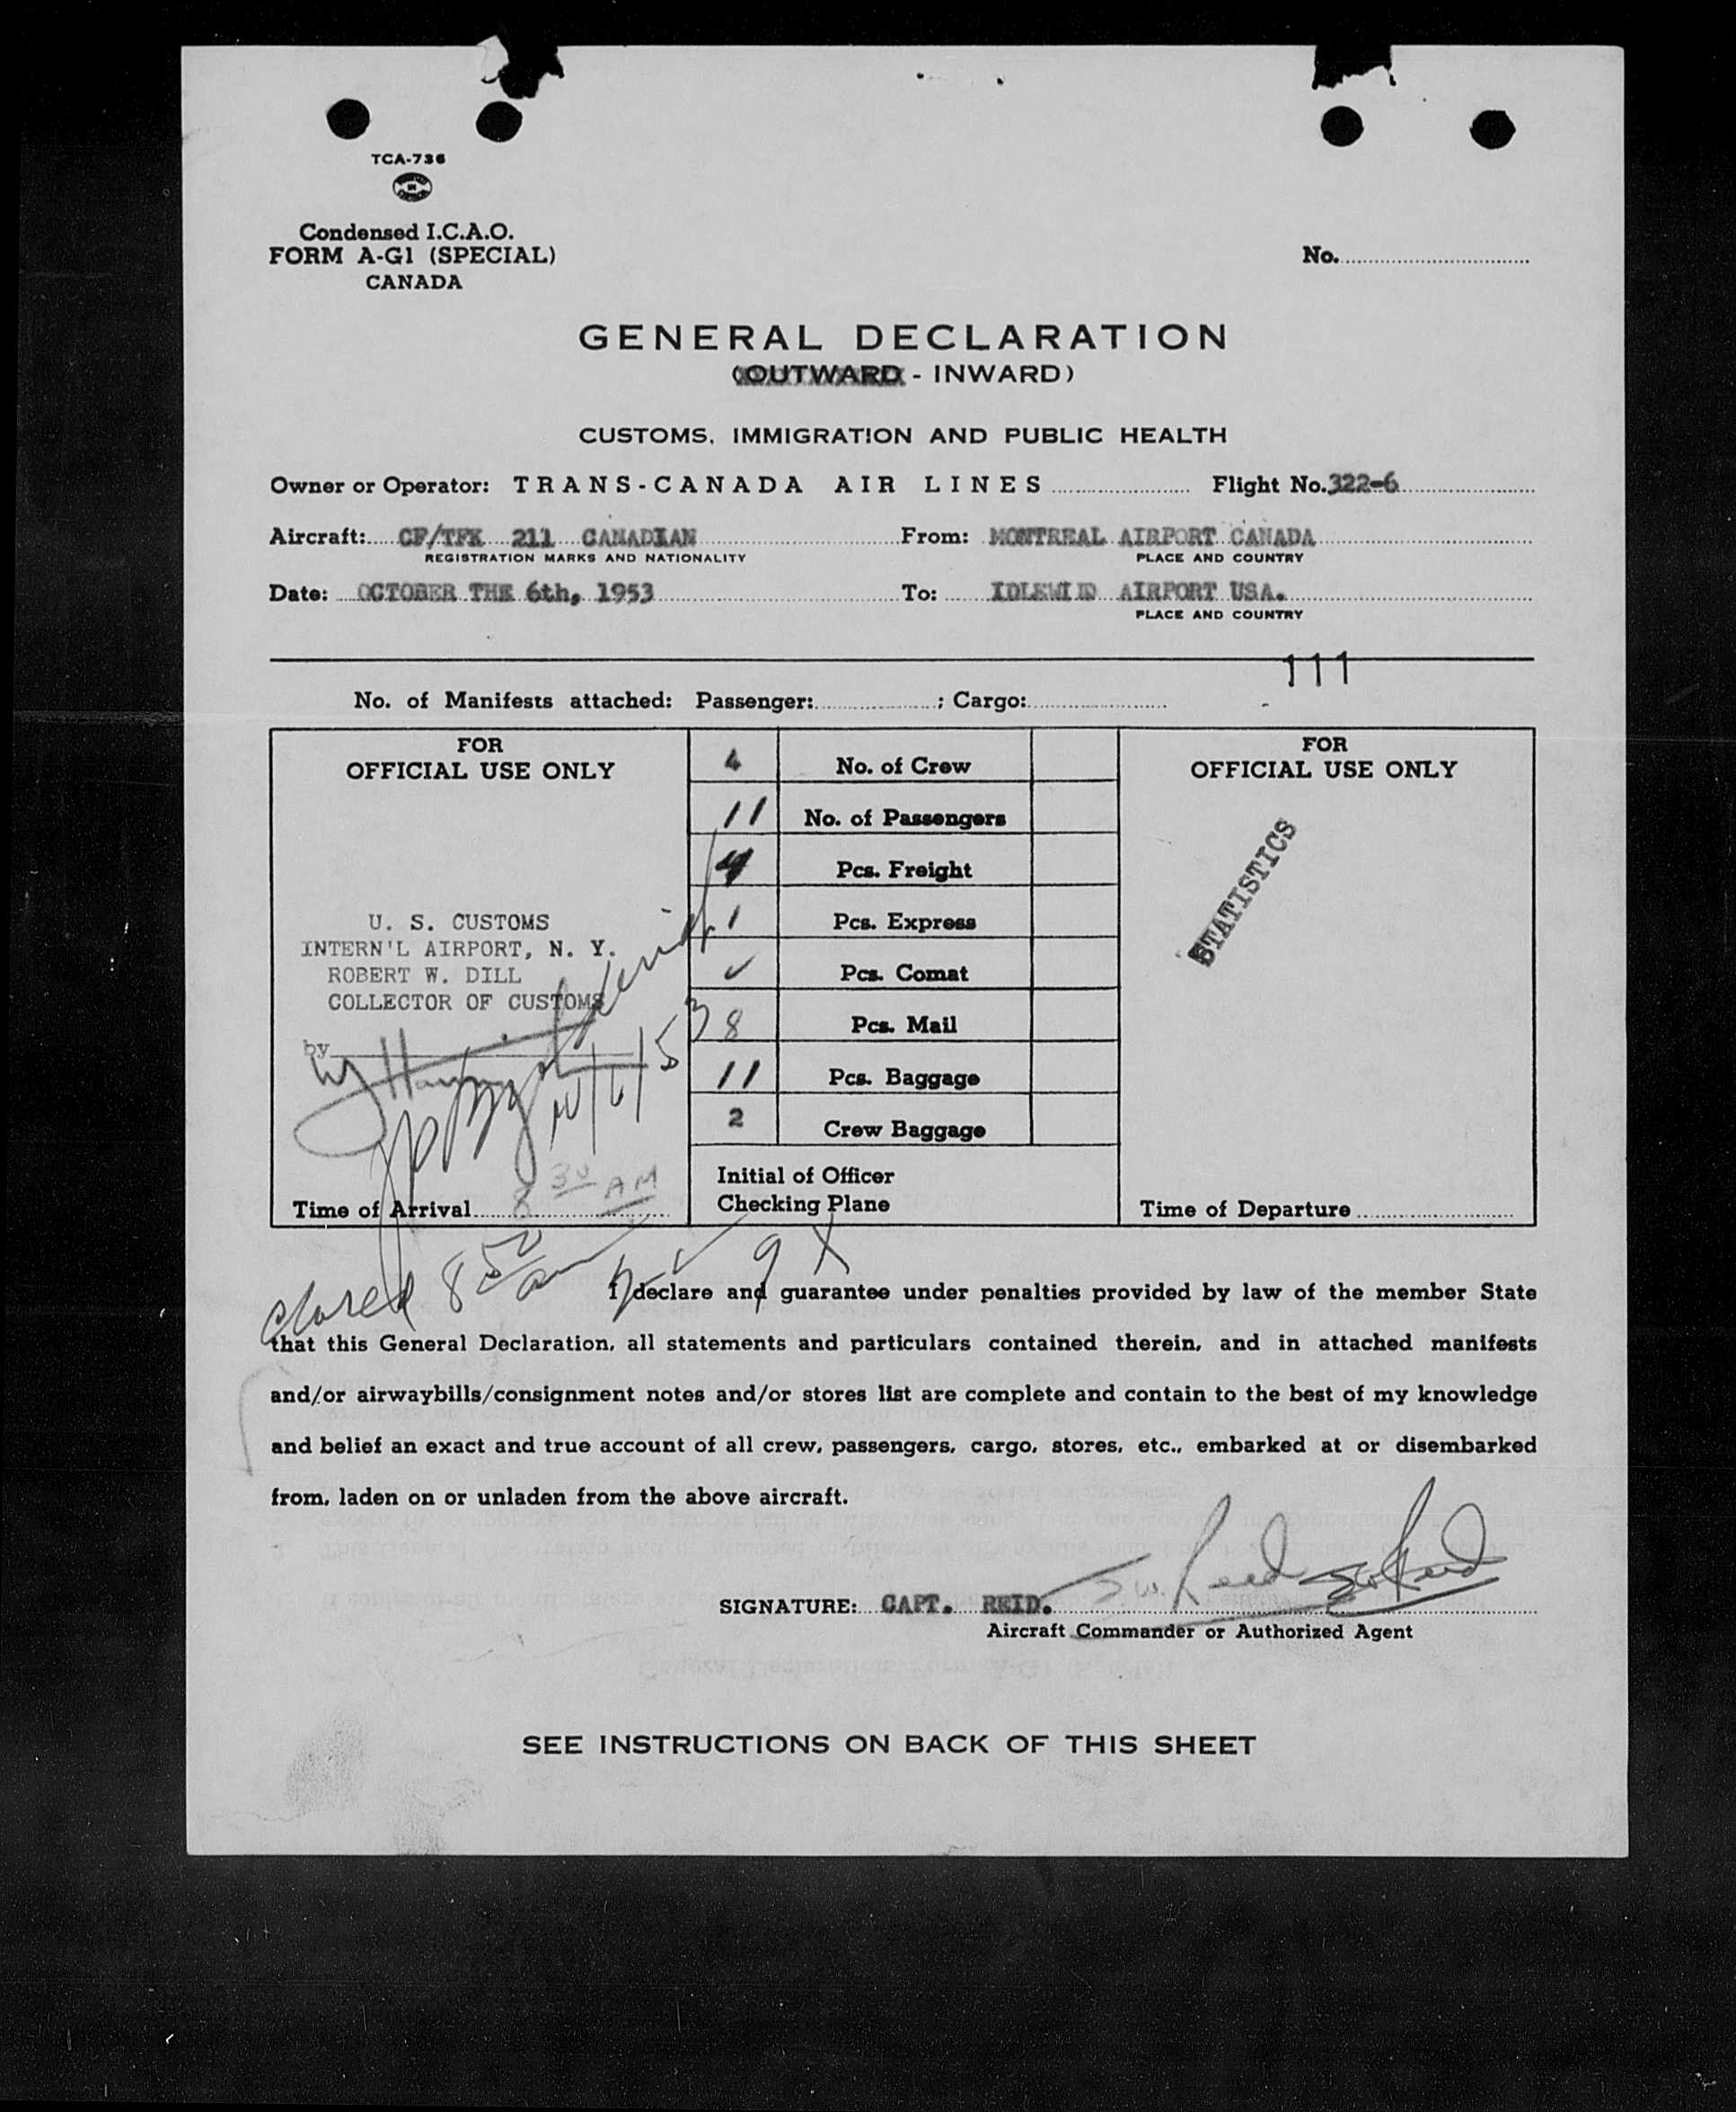 TCA-736
Condensed I.C.A.O.
FORM A-G1 (SPECIAL)
CANADA
No.
GENERAL DECLARATION
(OUTWARD - INWARD)
CUSTOMS, IMMIGRATION AND PUBLIC HEALTH
Owner or Operator: TRANS-CANADA AIR LINES Flight No. 322-6
Aircraft: CF/TFK 211 CANADIAN From: MONTREAL AIRPORT CANADA
REGISTRATION MARKS AND NATIONALITY PLACE AND COUNTRY
Date: OCTOBER THE 6th, 1953 To: IDLEWILD AIRPORT USA.
PLACE AND COUNTRY
111
No. of Manifests attached: Passenger: ; Cargo:
FOR
OFFICIAL USE ONLY
U. S. CUSTOMS
INTERN'L AIRPORT, N. Y.
ROBERT W. DILL
COLLECTOR OF CUSTOMS
by
10/6/53
Time of Arrival 8 30 AM
4 No. of Crew
11 No. of Passengers
4 Pcs. Freight
1 Pcs. Express
✓ Pcs. Comat
8 Pcs. Mail
11 Pcs. Baggage
2 Crew Baggage
Initial of Officer
Checking Plane
FOR
OFFICIAL USE ONLY
STATISTICS
Time of Departure
8 50
I declare and guarantee under penalties provided by law of the member State
that this General Declaration, all statements and particulars contained therein, and in attached manifests
and/or airwaybills/consignment notes and/or stores list are complete and contain to the best of my knowledge
and belief an exact and true account of all crew, passengers, cargo, stores, etc., embarked at or disembarked
from, laden on or unladen from the above aircraft.
SIGNATURE: CAPT. REID. SW Reid SW Reid
Aircraft Commander or Authorized Agent
SEE INSTRUCTIONS ON BACK OF THIS SHEET